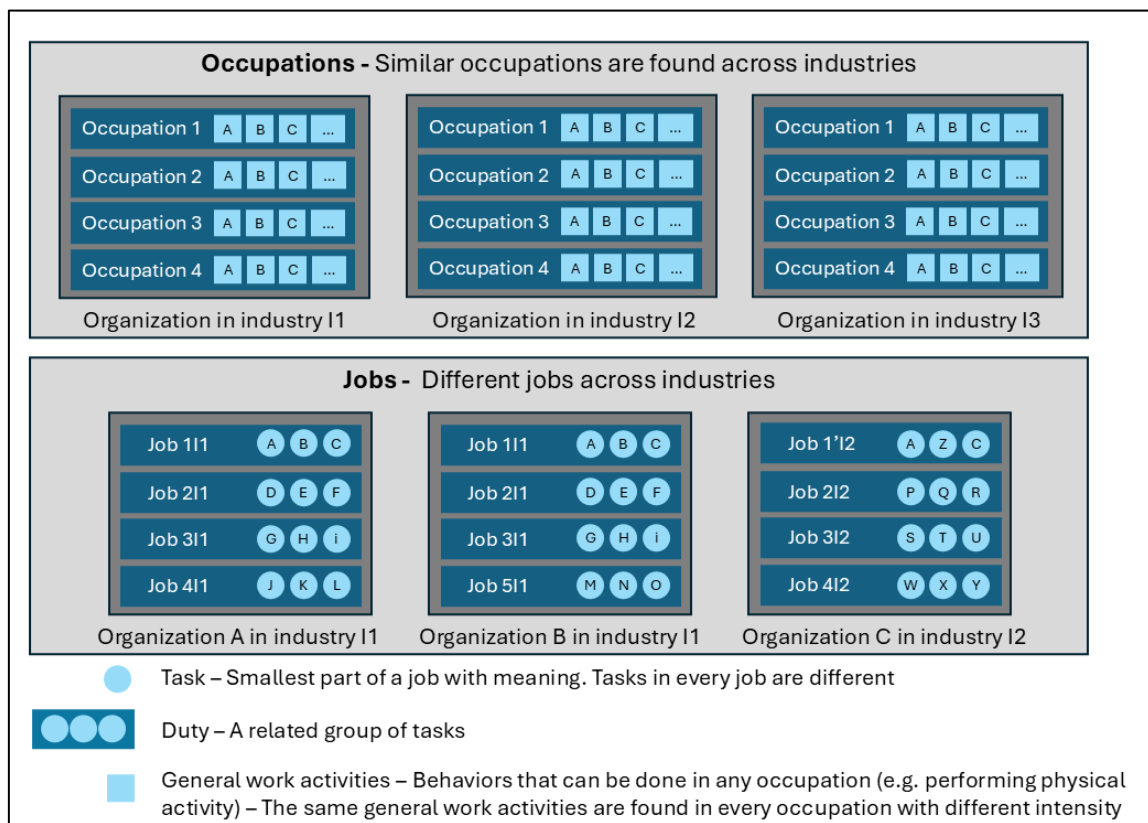 Occupations - Similar occupations are found across industries
Occupation 1 A B C ...
Occupation 2 A B C ...
Occupation 3 A B C ...
Occupation 4 A B C ...
Organization in industry I1
Occupation 1 A B C ...
Occupation 2 A B C ...
Occupation 3 A B C ...
Occupation 4 A B C ...
Organization in industry I2
Occupation 1 A B C ...
Occupation 2 A B C ...
Occupation 3 A B C ...
Occupation 4 A B C ...
Organization in industry I3
Jobs - Different jobs across industries
Job 1I1 A B C
Job 2I1 D E F
Job 3I1 G H i
Job 4I1 J K L
Organization A in industry I1
Job 1I1 A B C
Job 2I1 D E F
Job 3I1 G H i
Job 5I1 M N O
Organization B in industry I1
Job 1'I2 A Z C
Job 2I2 P Q R
Job 3I2 S T U
Job 4I2 W X Y
Organization C in industry I2
Task – Smallest part of a job with meaning. Tasks in every job are different
Duty – A related group of tasks
General work activities – Behaviors that can be done in any occupation (e.g. performing physical
activity) – The same general work activities are found in every occupation with different intensity